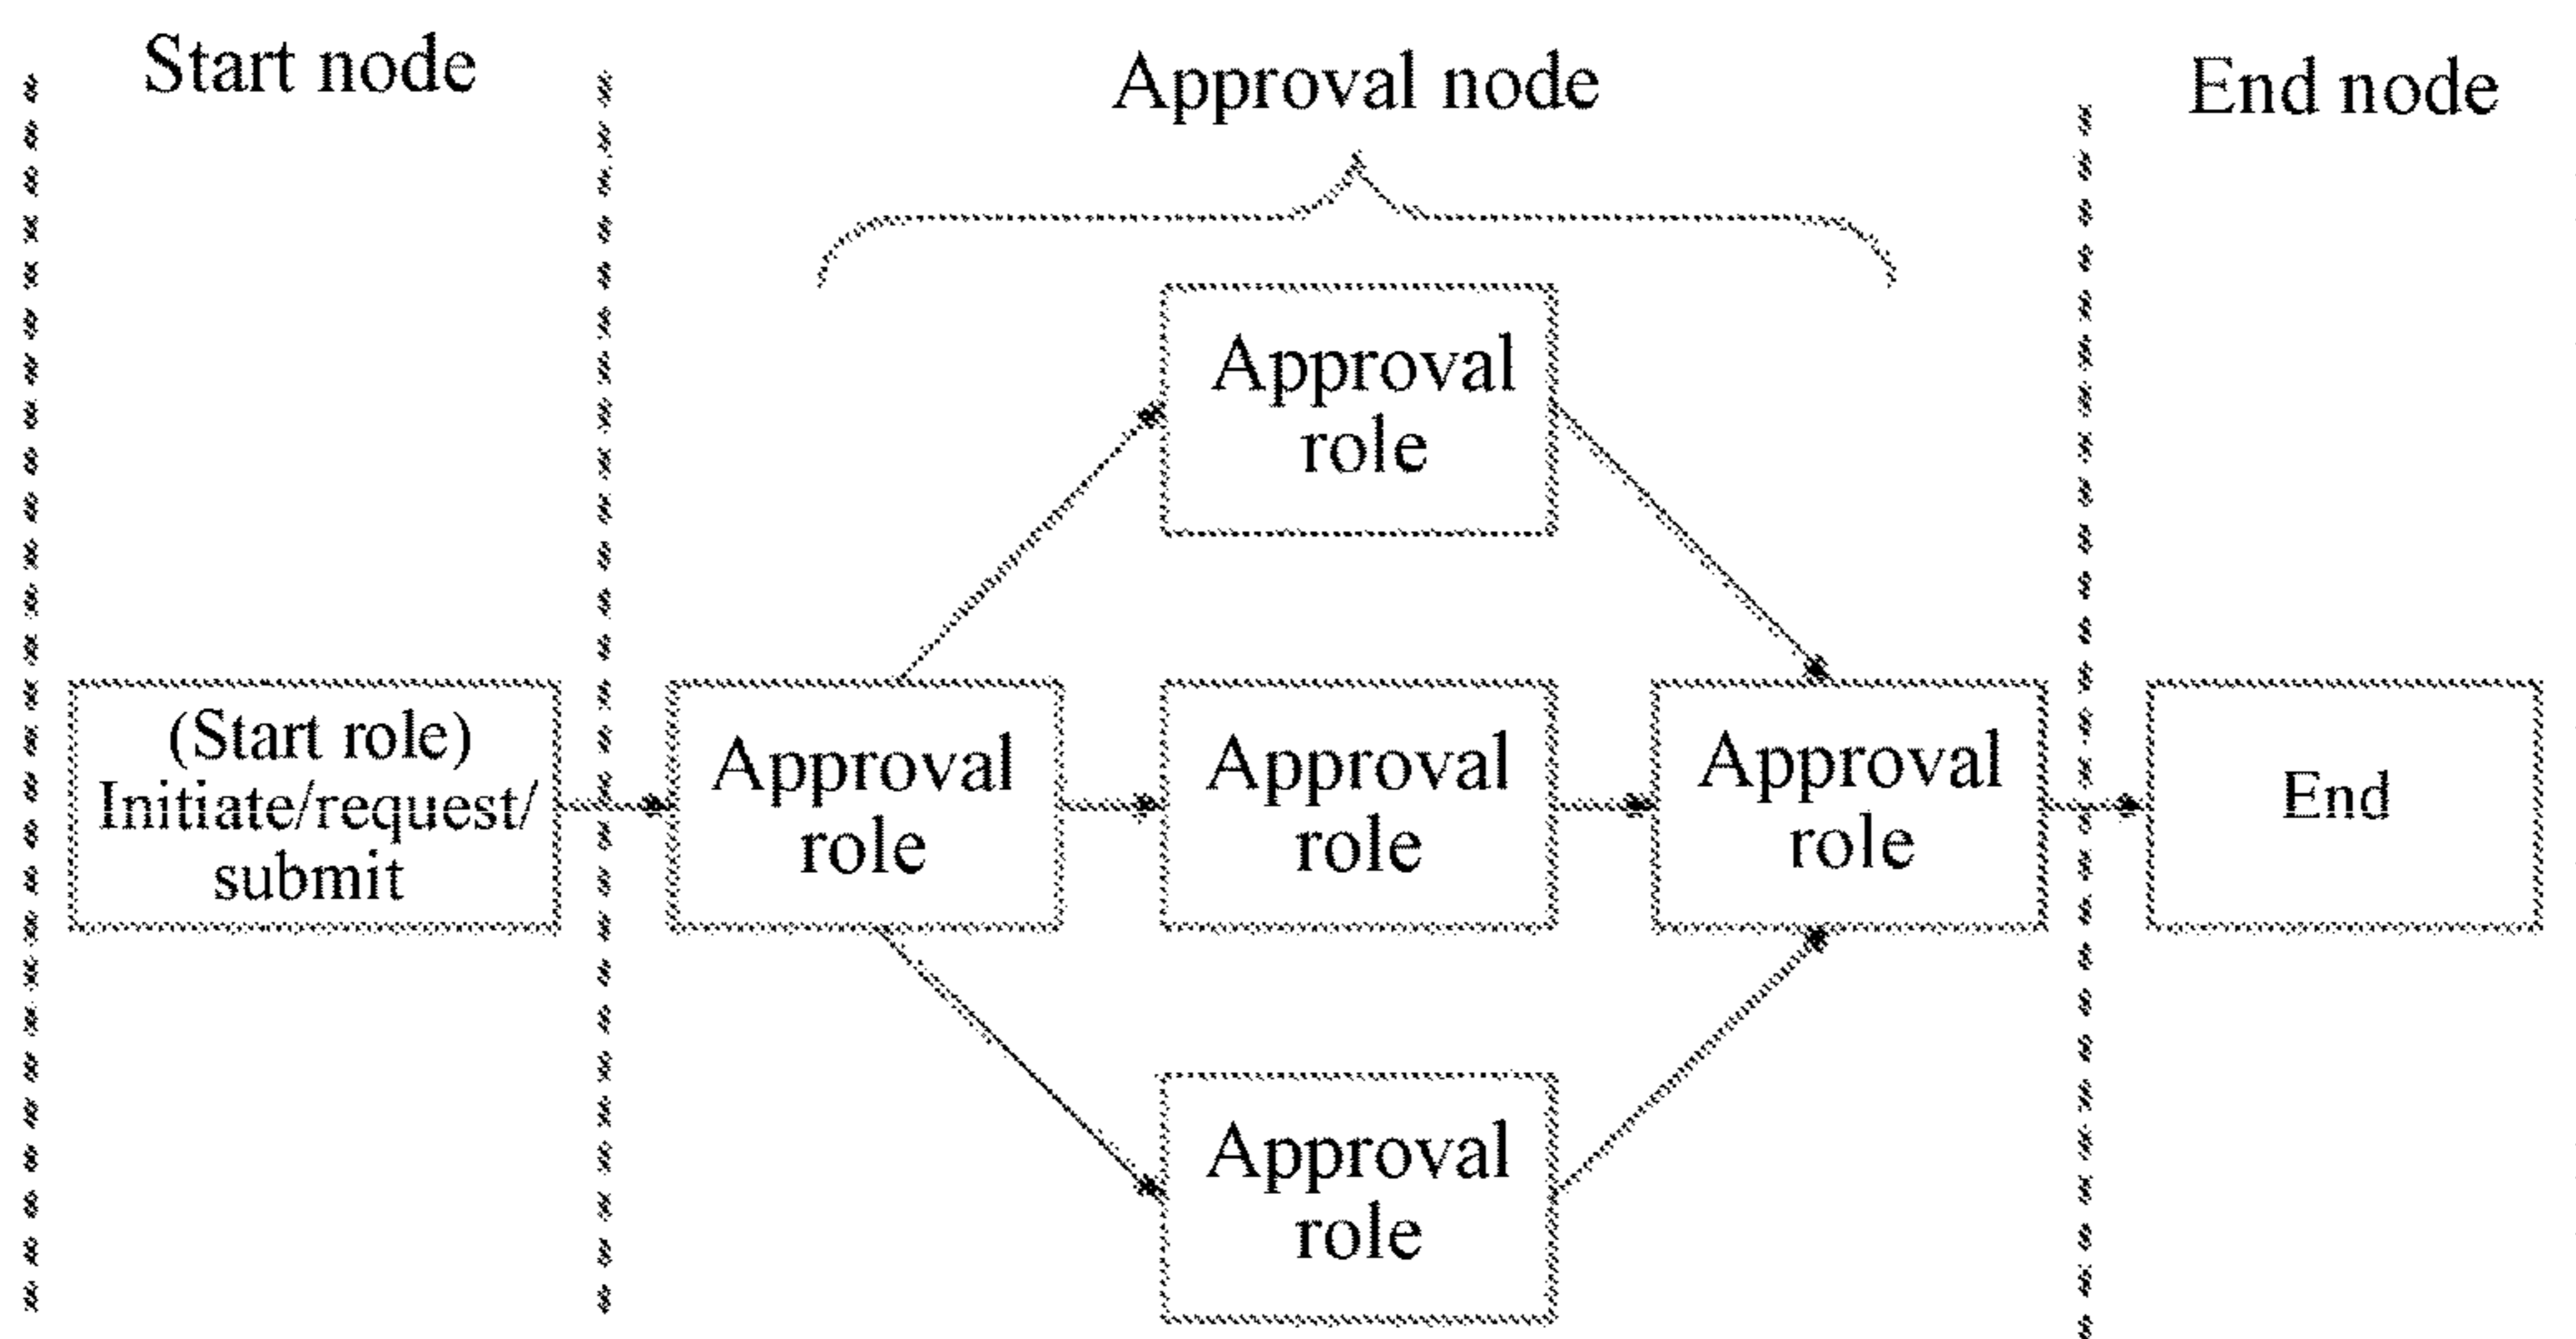 Start node
Approval node
End node
Approval
role
(Start role)
Initiate/request/
submit
Approval
role
Approval
role
Approval
role
End
Approval
role